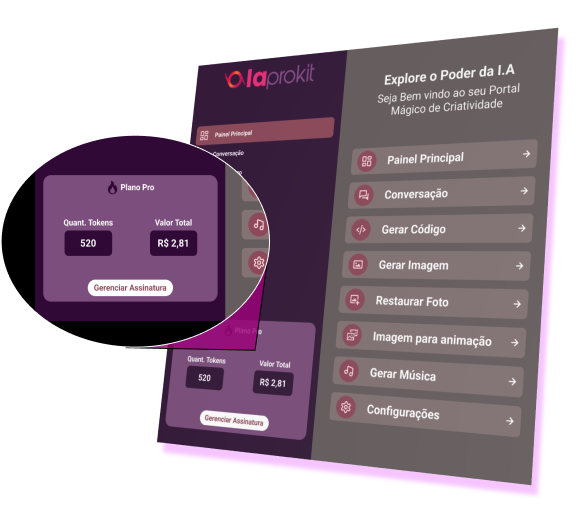 laprokit
Painel Principal
Conversação
Plano Pro
Quant. Tokens
Valor Total
520
R$ 2,81
Gerenciar Assinatura
Plano Pro
Quant. Tokens
Valor Total
520
R$ 2,81
Gerenciar Assinatura
Explore o Poder da I.A
Seja Bem vindo ao seu Portal
Mágico de Criatividade
Painel Principal
Conversação
Gerar Código
Gerar Imagem
Restaurar Foto
Imagem para animação
Gerar Música
Configurações